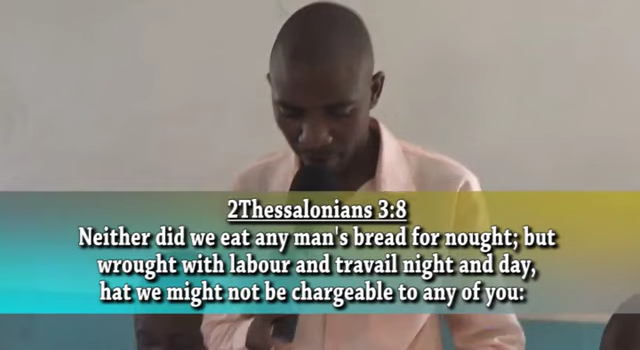 2Thessalonians 3:8
Neither did we eat any man's bread for nought; but
wrought with labour and travail night and day,
hat we might not be chargeable to any of you: